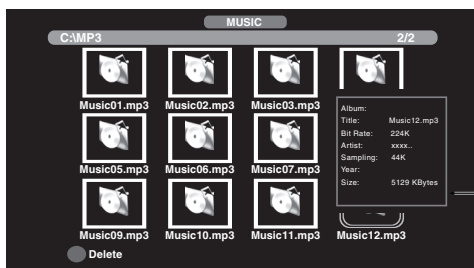 MUSIC
C:\MP3 2/2
Music01.mp3 Music02.mp3 Music03.mp3
Album:
Title: Music12.mp3
Bit Rate: 224K
Artist: xxxx..
Sampling: 44K
Year:
Size: 5129 KBytes
Music05.mp3 Music06.mp3 Music07.mp3
Music09.mp3 Music10.mp3 Music11.mp3 Music12.mp3
Delete